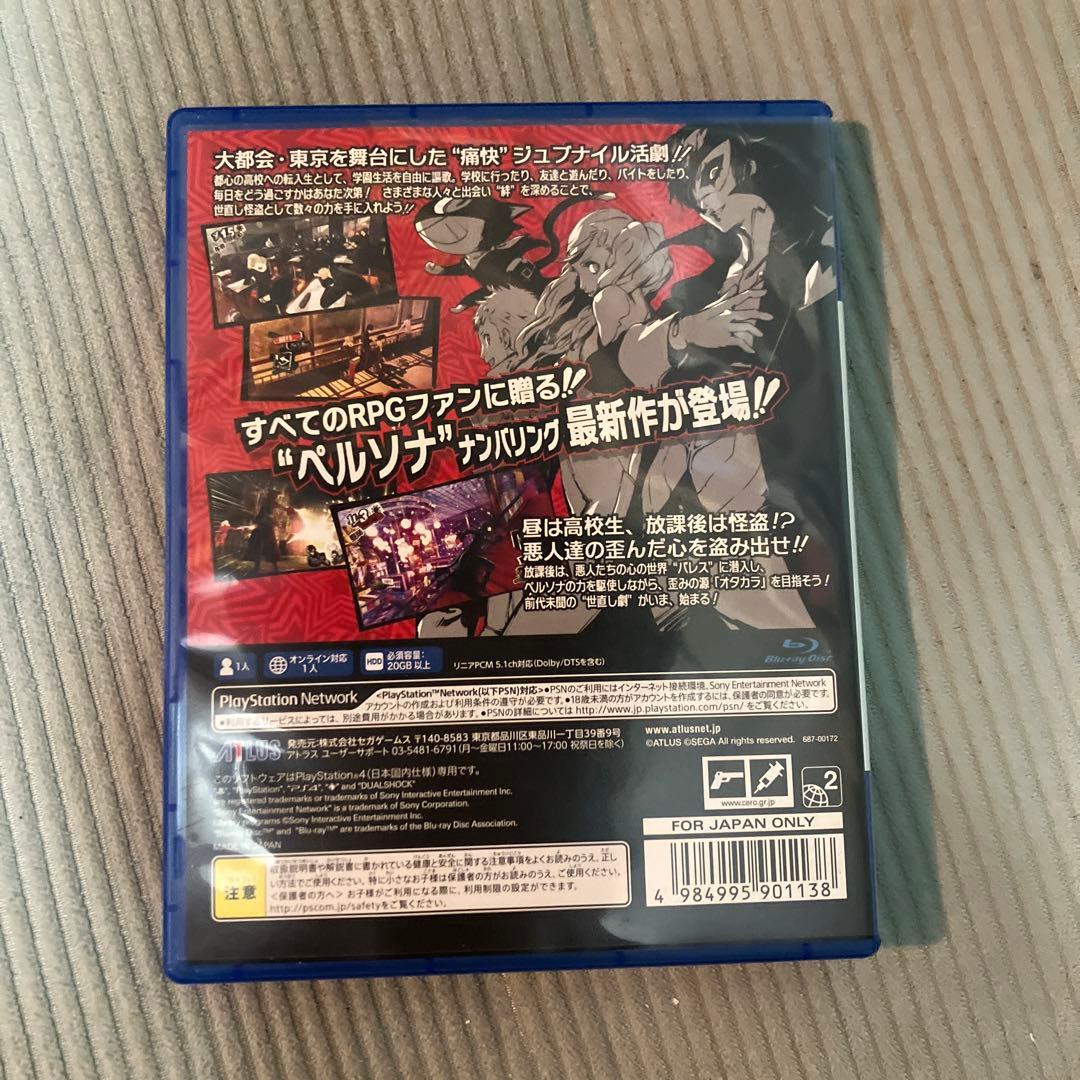 大都会・東京を舞台にした“痛快”ジュブナイル活劇!!
都心の高校への転入生として、学園生活を自由に謳歌。学校に行ったり、友達と遊んだり、バイトをしたり、
毎日をどう過ごすかはあなた次第! さまざまな人々と出会い“絆”を深めることで、
世直し怪盗として数々の力を手に入れよう!!
すべてのRPGファンに贈る!!
“ペルソナ”ナンバリング最新作が登場!!
昼は高校生、放課後は怪盗!?
悪人達の歪んだ心を盗み出せ!!
放課後は、悪人たちの心の世界“パレス”に潜入し、
ペルソナの力を駆使しながら、歪みの源「オタカラ」を目指そう!
前代未聞の“世直し劇”がいま、始まる!
1人
オンライン対応
1人
HDD
必須容量:
20GB以上
リニアPCM 5.1ch対応(Dolby/DTSを含む)
Blu-ray Disc
PlayStation Network
<PlayStation™Network(以下PSN)対応>●PSNのご利用にはインターネット接続環境、Sony Entertainment Network
アカウントの作成および利用条件の遵守が必要です。●18歳未満の方がアカウントを作成するには、保護者の同意が必要です。
●利用するサービスによっては、別途費用がかかる場合があります。●PSNの詳細については http://www.jp.playstation.com/psn/ をご覧ください。
ATLUS
発売元:株式会社セガゲームス 〒140-8583 東京都品川区東品川一丁目39番9号
アトラス ユーザーサポート 03-5481-6791(月〜金曜日11:00〜17:00 祝祭日を除く)
www.atlusnet.jp
©ATLUS ©SEGA All rights reserved. 687-00172
このソフトウェアはPlayStation®4(日本国内仕様)専用です。
"PlayStation", "PS4", and "DUALSHOCK"
are registered trademarks or trademarks of Sony Interactive Entertainment Inc.
"Sony Entertainment Network" is a trademark of Sony Corporation.
Library programs ©Sony Interactive Entertainment Inc.
"Blu-ray Disc™" and "Blu-ray™" are trademarks of the Blu-ray Disc Association.
MADE IN JAPAN
www.cero.gr.jp
2
FOR JAPAN ONLY
4 984995 901138
注意
取扱説明書や解説書に書かれている健康と安全に関する注意事項をよくお読みのうえ、正し
い方法でご使用ください。特に小さなお子様は保護者の方がお読みのうえ、ご使用ください。
<保護者の方へ> お子様がご利用になる際に、利用制限の設定ができます。
http://pscom.jp/safetyをご覧ください。